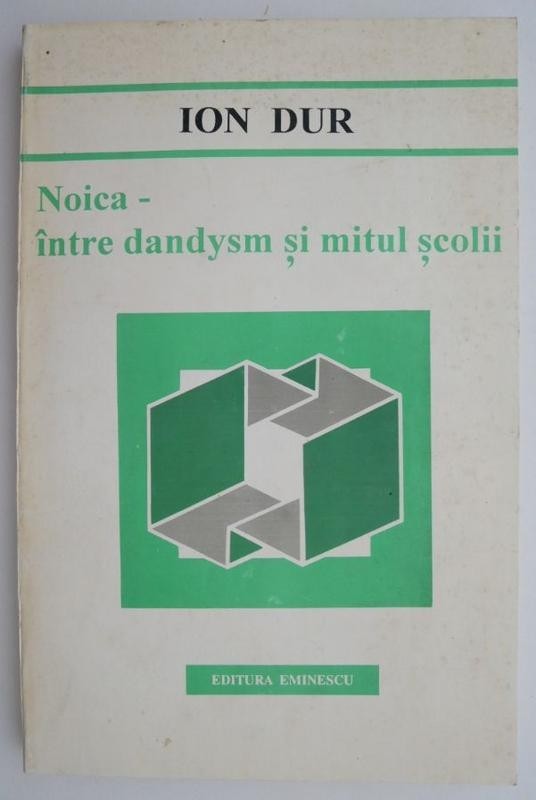 ION DUR
Noica -
între dandysm și mitul școlii
EDITURA EMINESCU